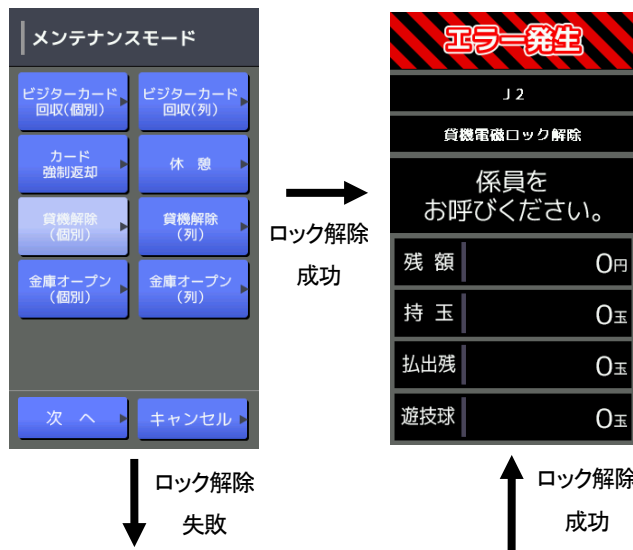 メンテナンスモード
ビジターカード
回収(個別)
ビジターカード
回収(列)
カード
強制返却
休 憩
貸機解除
(個別)
貸機解除
(列)
金庫オープン
(個別)
金庫オープン
(列)
次 へ
キャンセル
ロック解除
成功
エラー発生
J2
貸機電磁ロック解除
係員を
お呼びください。
残 額 0円
持 玉 0玉
払出残 0玉
遊技球 0玉
ロック解除
失敗
ロック解除
成功